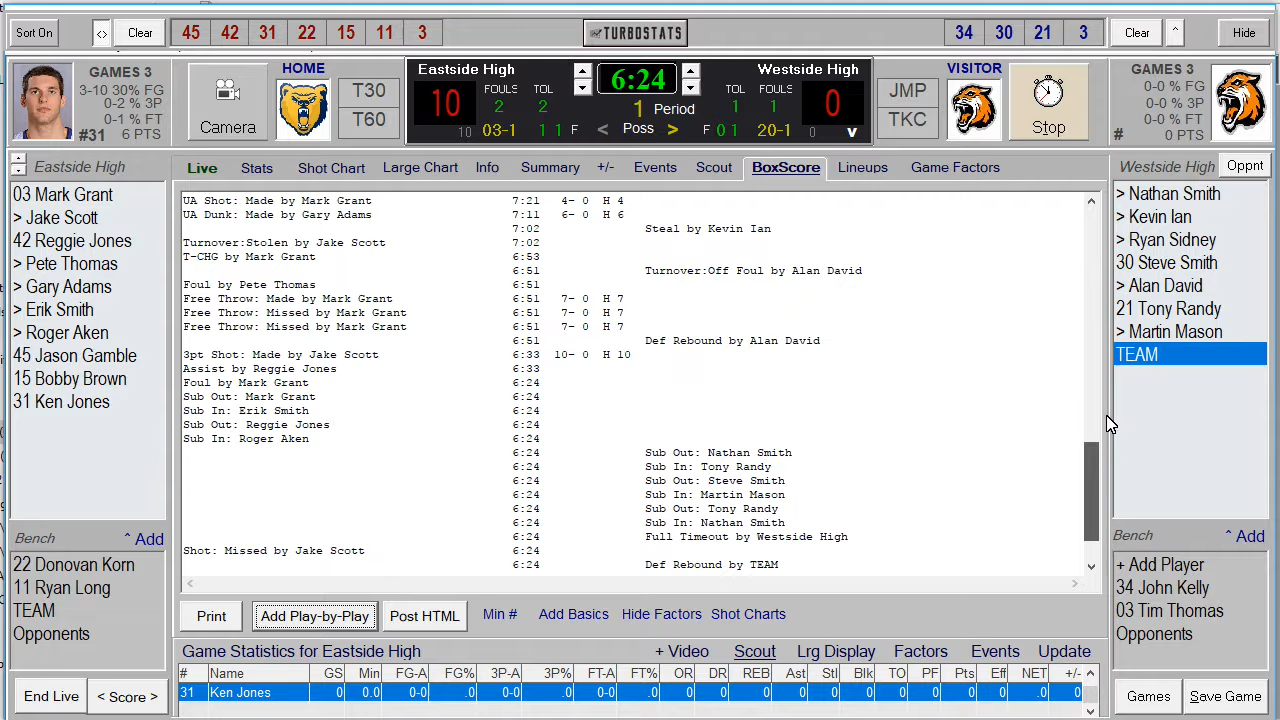 Sort On <> Clear 45 42 31 22 15 11 3 TURBOSTATS 34 30 21 3 Clear ^ Hide
GAMES 3
3-10 30% FG
0-2 % 3P
0-1 % FT
#31 6 PTS
Camera
HOME
T30
T60
Eastside High 6:24 Westside High
10 FOULS TOL 1 Period TOL FOULS 0
2 2 1 1
10 03-1 1 1 F < Poss > F 0 1 20-1 0 v
VISITOR
JMP
TKC
Stop
GAMES 3
0-0 % FG
0-0 % 3P
0-0 % FT
# 0 PTS
Eastside High
03 Mark Grant
> Jake Scott
42 Reggie Jones
> Pete Thomas
> Gary Adams
> Erik Smith
> Roger Aken
45 Jason Gamble
15 Bobby Brown
31 Ken Jones
Bench ^ Add
22 Donovan Korn
11 Ryan Long
TEAM
Opponents
End Live < Score >
Live Stats Shot Chart Large Chart Info Summary +/- Events Scout BoxScore Lineups Game Factors
UA Shot: Made by Mark Grant 7:21 4- 0 H 4
UA Dunk: Made by Gary Adams 7:11 6- 0 H 6
7:02 Steal by Kevin Ian
Turnover:Stolen by Jake Scott 7:02
T-CHG by Mark Grant 6:53
6:51 Turnover:Off Foul by Alan David
Foul by Pete Thomas 6:51
Free Throw: Made by Mark Grant 6:51 7- 0 H 7
Free Throw: Missed by Mark Grant 6:51 7- 0 H 7
Free Throw: Missed by Mark Grant 6:51 7- 0 H 7
6:51 Def Rebound by Alan David
3pt Shot: Made by Jake Scott 6:33 10- 0 H 10
Assist by Reggie Jones 6:33
Foul by Mark Grant 6:24
Sub Out: Mark Grant 6:24
Sub In: Erik Smith 6:24
Sub Out: Reggie Jones 6:24
Sub In: Roger Aken 6:24
6:24 Sub Out: Nathan Smith
6:24 Sub In: Tony Randy
6:24 Sub Out: Steve Smith
6:24 Sub In: Martin Mason
6:24 Sub Out: Tony Randy
6:24 Sub In: Nathan Smith
6:24 Full Timeout by Westside High
Shot: Missed by Jake Scott 6:24
6:24 Def Rebound by TEAM
Print Add Play-by-Play Post HTML Min # Add Basics Hide Factors Shot Charts
Game Statistics for Eastside High + Video Scout Lrg Display Factors Events Update
# Name GS Min FG-A FG% 3P-A 3P% FT-A FT% OR DR REB Ast Stl Blk TO PF Pts Eff NET +/-
31 Ken Jones 0 0.0 0-0 .0 0-0 .0 0-0 .0 0 0 0 0 0 0 0 0 0 0 .0 0
Westside High Oppnt
> Nathan Smith
> Kevin Ian
> Ryan Sidney
30 Steve Smith
> Alan David
21 Tony Randy
> Martin Mason
TEAM
Bench ^ Add
+ Add Player
34 John Kelly
03 Tim Thomas
Opponents
Games Save Game